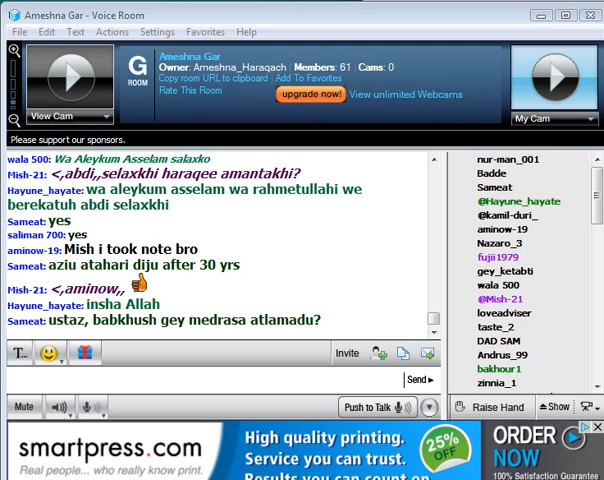 Ameshna Gar - Voice Room
File Edit Text Actions Settings Favorites Help
Ameshna Gar
Owner: Ameshna_Haraqach | Members: 61 | Cams: 0
Copy room URL to clipboard | Add To Favorites
Rate This Room
upgrade now! View unlimited Webcams
G
ROOM
View Cam
My Cam
Please support our sponsors.
wala 500: Wa Aleykum Asselam salaxko
Mish-21: <,abdi,,selaxkhi haraqee amantakhi?
Hayune_hayate: wa aleykum asselam wa rahmetullahi we
berekatuh abdi selaxkhi
Sameat: yes
saliman 700: yes
aminow-19: Mish i took note bro
Sameat: aziu atahari diju after 30 yrs
Mish-21: <,aminow,,
Hayune_hayate: insha Allah
Sameat: ustaz, babkhush gey medrasa atlamadu?
nur-man_001
Badde
Sameat
@Hayune_hayate
@kamil-duri_
aminow-19
Nazaro_3
fujii1979
gey_ketabti
wala 500
@Mish-21
loveadviser
taste_2
DAD SAM
Andrus_99
bakhour1
zinnia_1
T... Invite
Send
Mute Push to Talk Raise Hand Show
smartpress.com
Real people... who really know print.
High quality printing.
Service you can trust.
Results you can count on
25%
OFF
ORDER
NOW
100% Satisfaction Guarantee